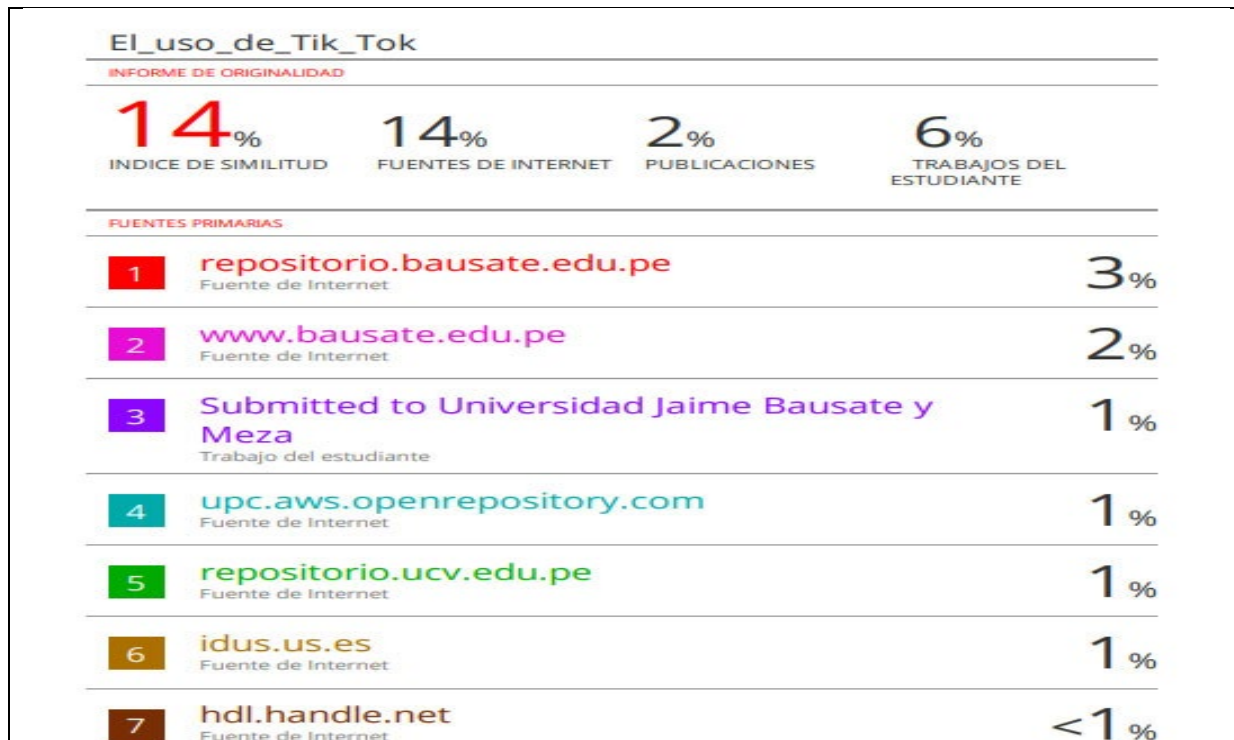 El_uso_de_Tik_Tok
INFORME DE ORIGINALIDAD
14% 14% 2% 6%
INDICE DE SIMILITUD FUENTES DE INTERNET PUBLICACIONES TRABAJOS DEL
ESTUDIANTE
FUENTES PRIMARIAS
1 repositorio.bausate.edu.pe 3%
Fuente de Internet
2 www.bausate.edu.pe 2%
Fuente de Internet
3 Submitted to Universidad Jaime Bausate y 1%
Meza
Trabajo del estudiante
4 upc.aws.openrepository.com 1%
Fuente de Internet
5 repositorio.ucv.edu.pe 1%
Fuente de Internet
6 idus.us.es 1%
Fuente de Internet
7 hdl.handle.net <1%
Fuente de Internet